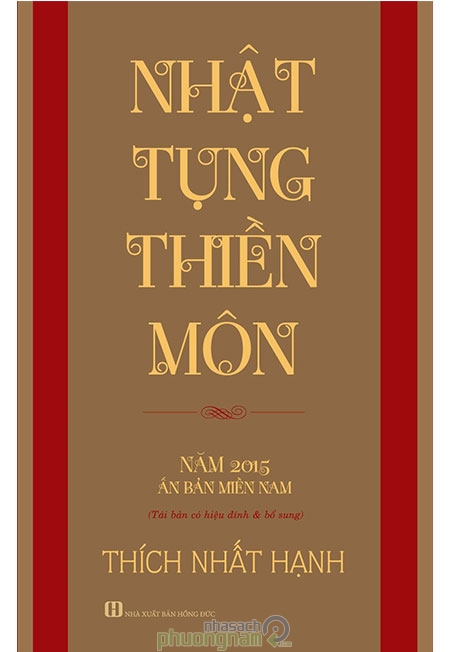 NHẬT
TỤNG
THIỀN
MÔN
NĂM 2015
ẤN BẢN MIỀN NAM
(Tái bản có hiệu đính & bổ sung)
THÍCH NHẤT HẠNH
H NHÀ XUẤT BẢN HỒNG ĐỨC
nhasach
phuongnam